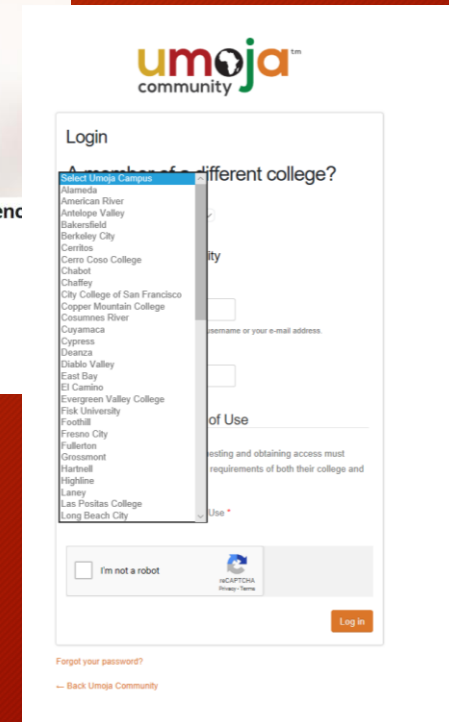 umoja™
community
Login
A member of a different college?
Select Umoja Campus
Alameda
American River
Antelope Valley
Bakersfield
Berkeley City
Cerritos
Cerro Coso College
Chabot
Chaffey
City College of San Francisco
Copper Mountain College
Cosumnes River
Cuyamaca
Cypress
Deanza
Diablo Valley
East Bay
El Camino
Evergreen Valley College
Fisk University
Foothill
Fresno City
Fullerton
Grossmont
Hartnell
Highline
Laney
Las Positas College
Long Beach City
ity
username or your e-mail address.
of Use
esting and obtaining access must
requirements of both their college and
Use *
enc
I'm not a robot
reCAPTCHA
Privacy - Terms
Log in
Forgot your password?
← Back Umoja Community